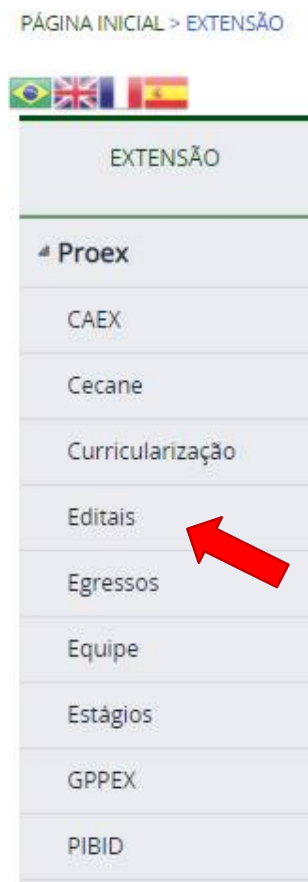 PÁGINA INICIAL > EXTENSÃO
EXTENSÃO
Proex
CAEX
Cecane
Curricularização
Editais
Egressos
Equipe
Estágios
GPPEX
PIBID